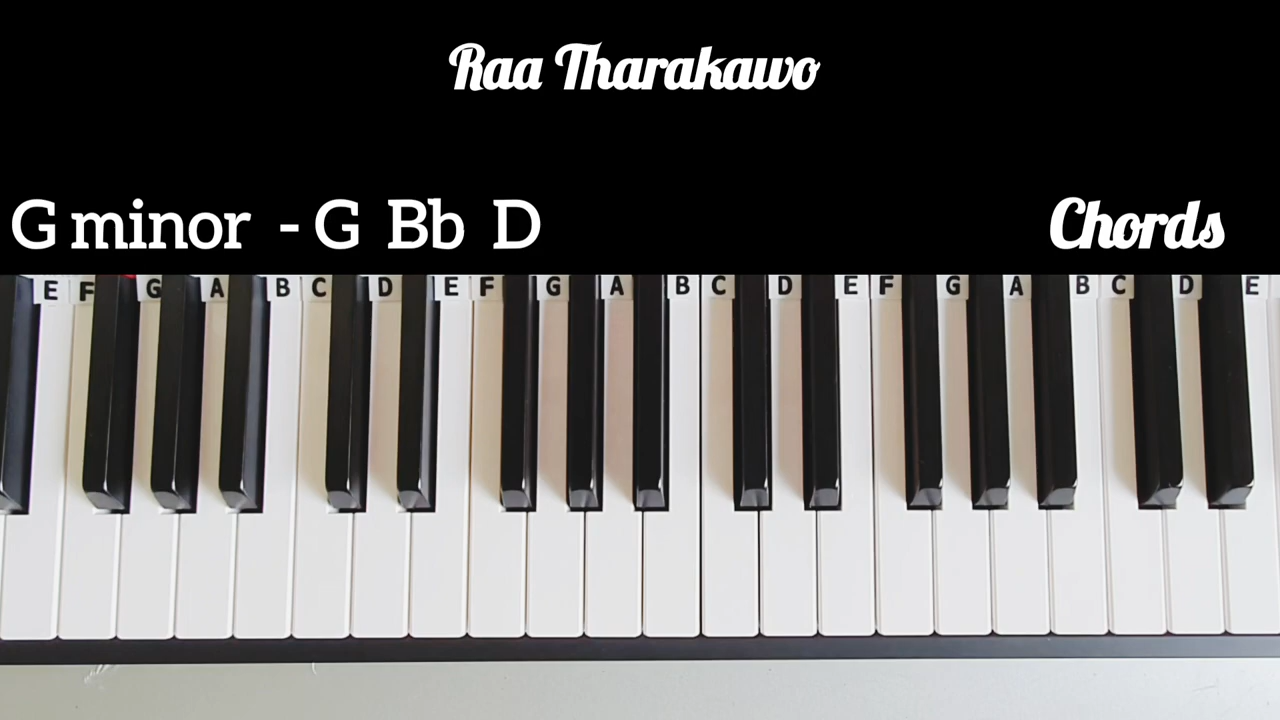 Raa Tharakawo
G minor - G Bb D
Chords
E F G A B C D E F G A B C D E F G A B C D E